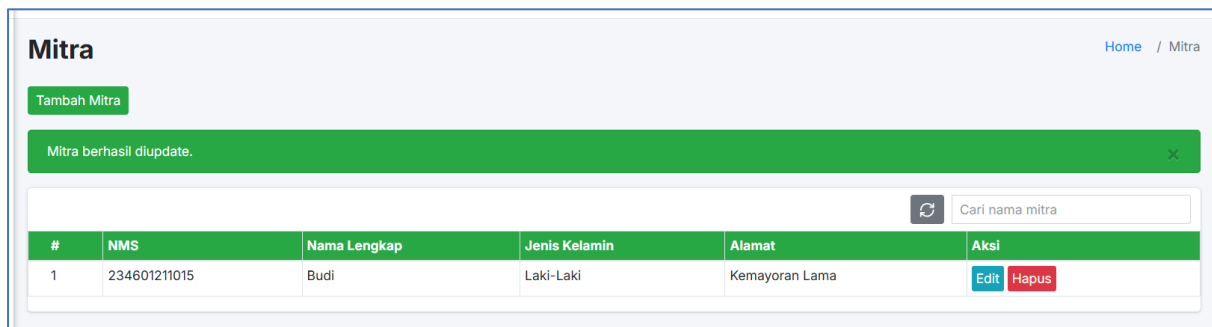 Mitra
Home / Mitra
Tambah Mitra
Mitra berhasil diupdate.
×
Cari nama mitra
# NMS Nama Lengkap Jenis Kelamin Alamat Aksi
1 234601211015 Budi Laki-Laki Kemayoran Lama Edit Hapus